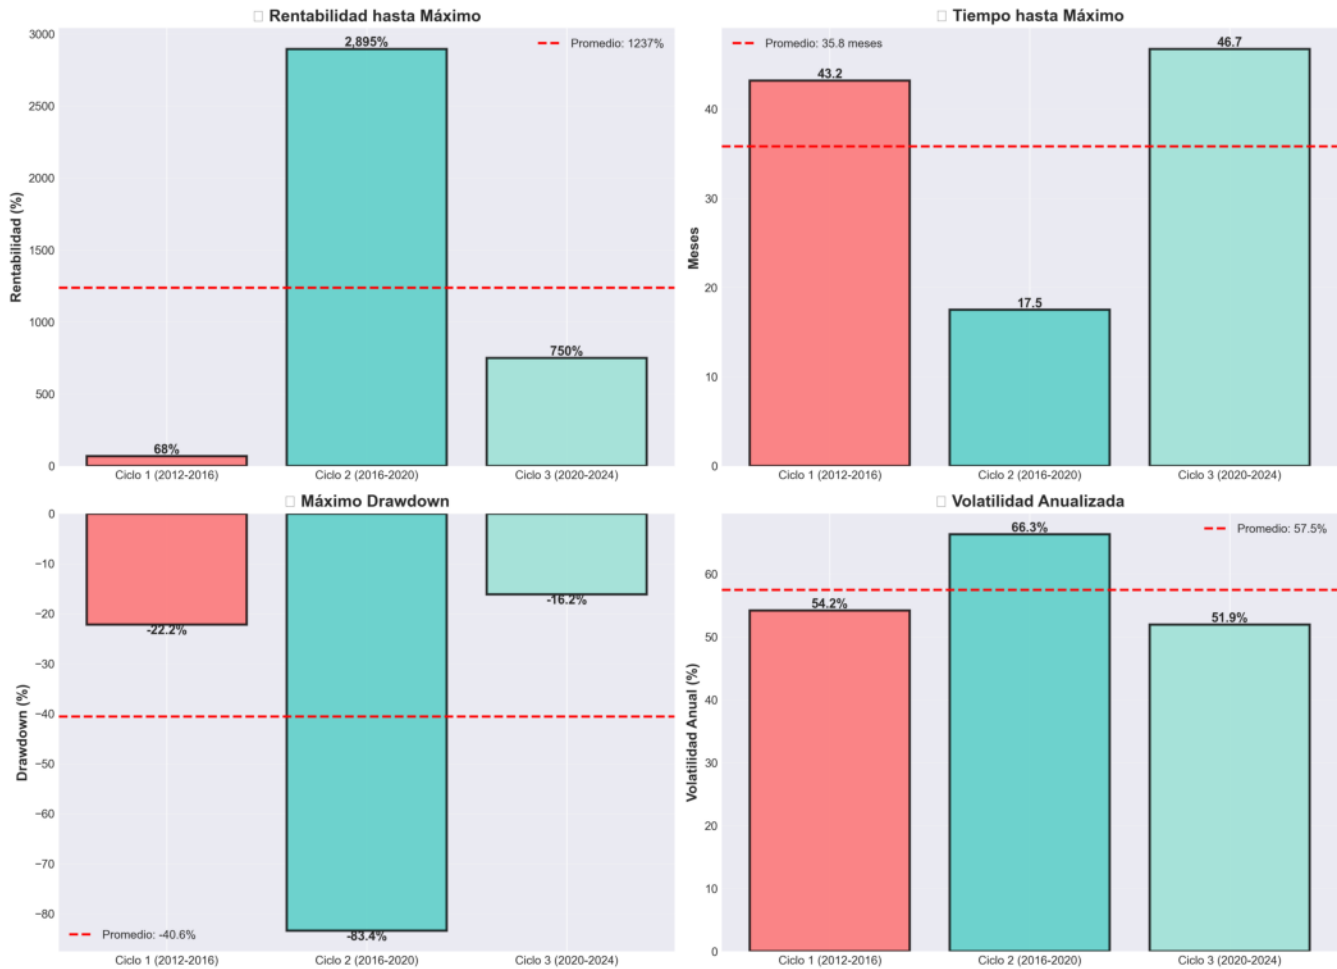 Rentabilidad hasta Máximo
Promedio: 1237%
3000
2500
2000
1500
1000
500
0
Rentabilidad (%)
68%
2,895%
750%
Ciclo 1 (2012-2016)
Ciclo 2 (2016-2020)
Ciclo 3 (2020-2024)
Tiempo hasta Máximo
Promedio: 35.8 meses
40
30
20
10
0
Meses
43.2
17.5
46.7
Ciclo 1 (2012-2016)
Ciclo 2 (2016-2020)
Ciclo 3 (2020-2024)
Máximo Drawdown
0
−10
−20
−30
−40
−50
−60
−70
−80
Drawdown (%)
-22.2%
-83.4%
-16.2%
Promedio: -40.6%
Ciclo 1 (2012-2016)
Ciclo 2 (2016-2020)
Ciclo 3 (2020-2024)
Volatilidad Anualizada
Promedio: 57.5%
60
50
40
30
20
10
0
Volatilidad Anual (%)
54.2%
66.3%
51.9%
Ciclo 1 (2012-2016)
Ciclo 2 (2016-2020)
Ciclo 3 (2020-2024)